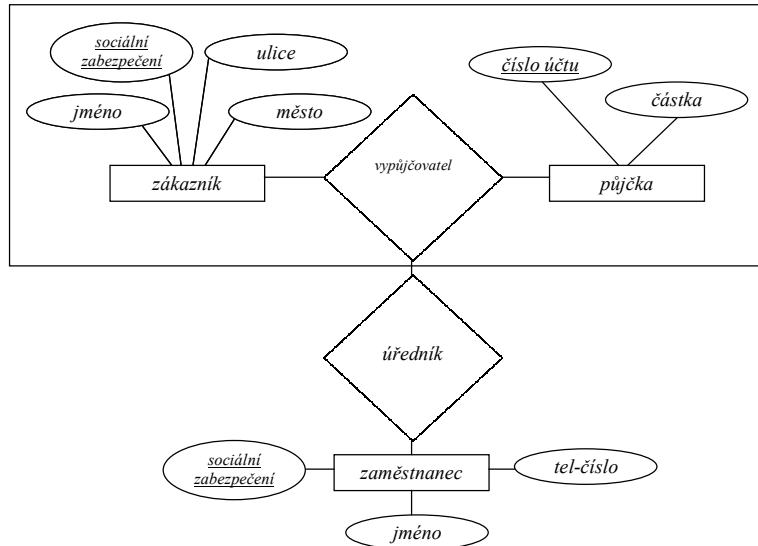 sociální
zabezpečení
ulice
jméno
město
číslo účtu
částka
zákazník
vypůjčovatel
půjčka
úředník
sociální
zabezpečení
zaměstnanec
tel-číslo
jméno